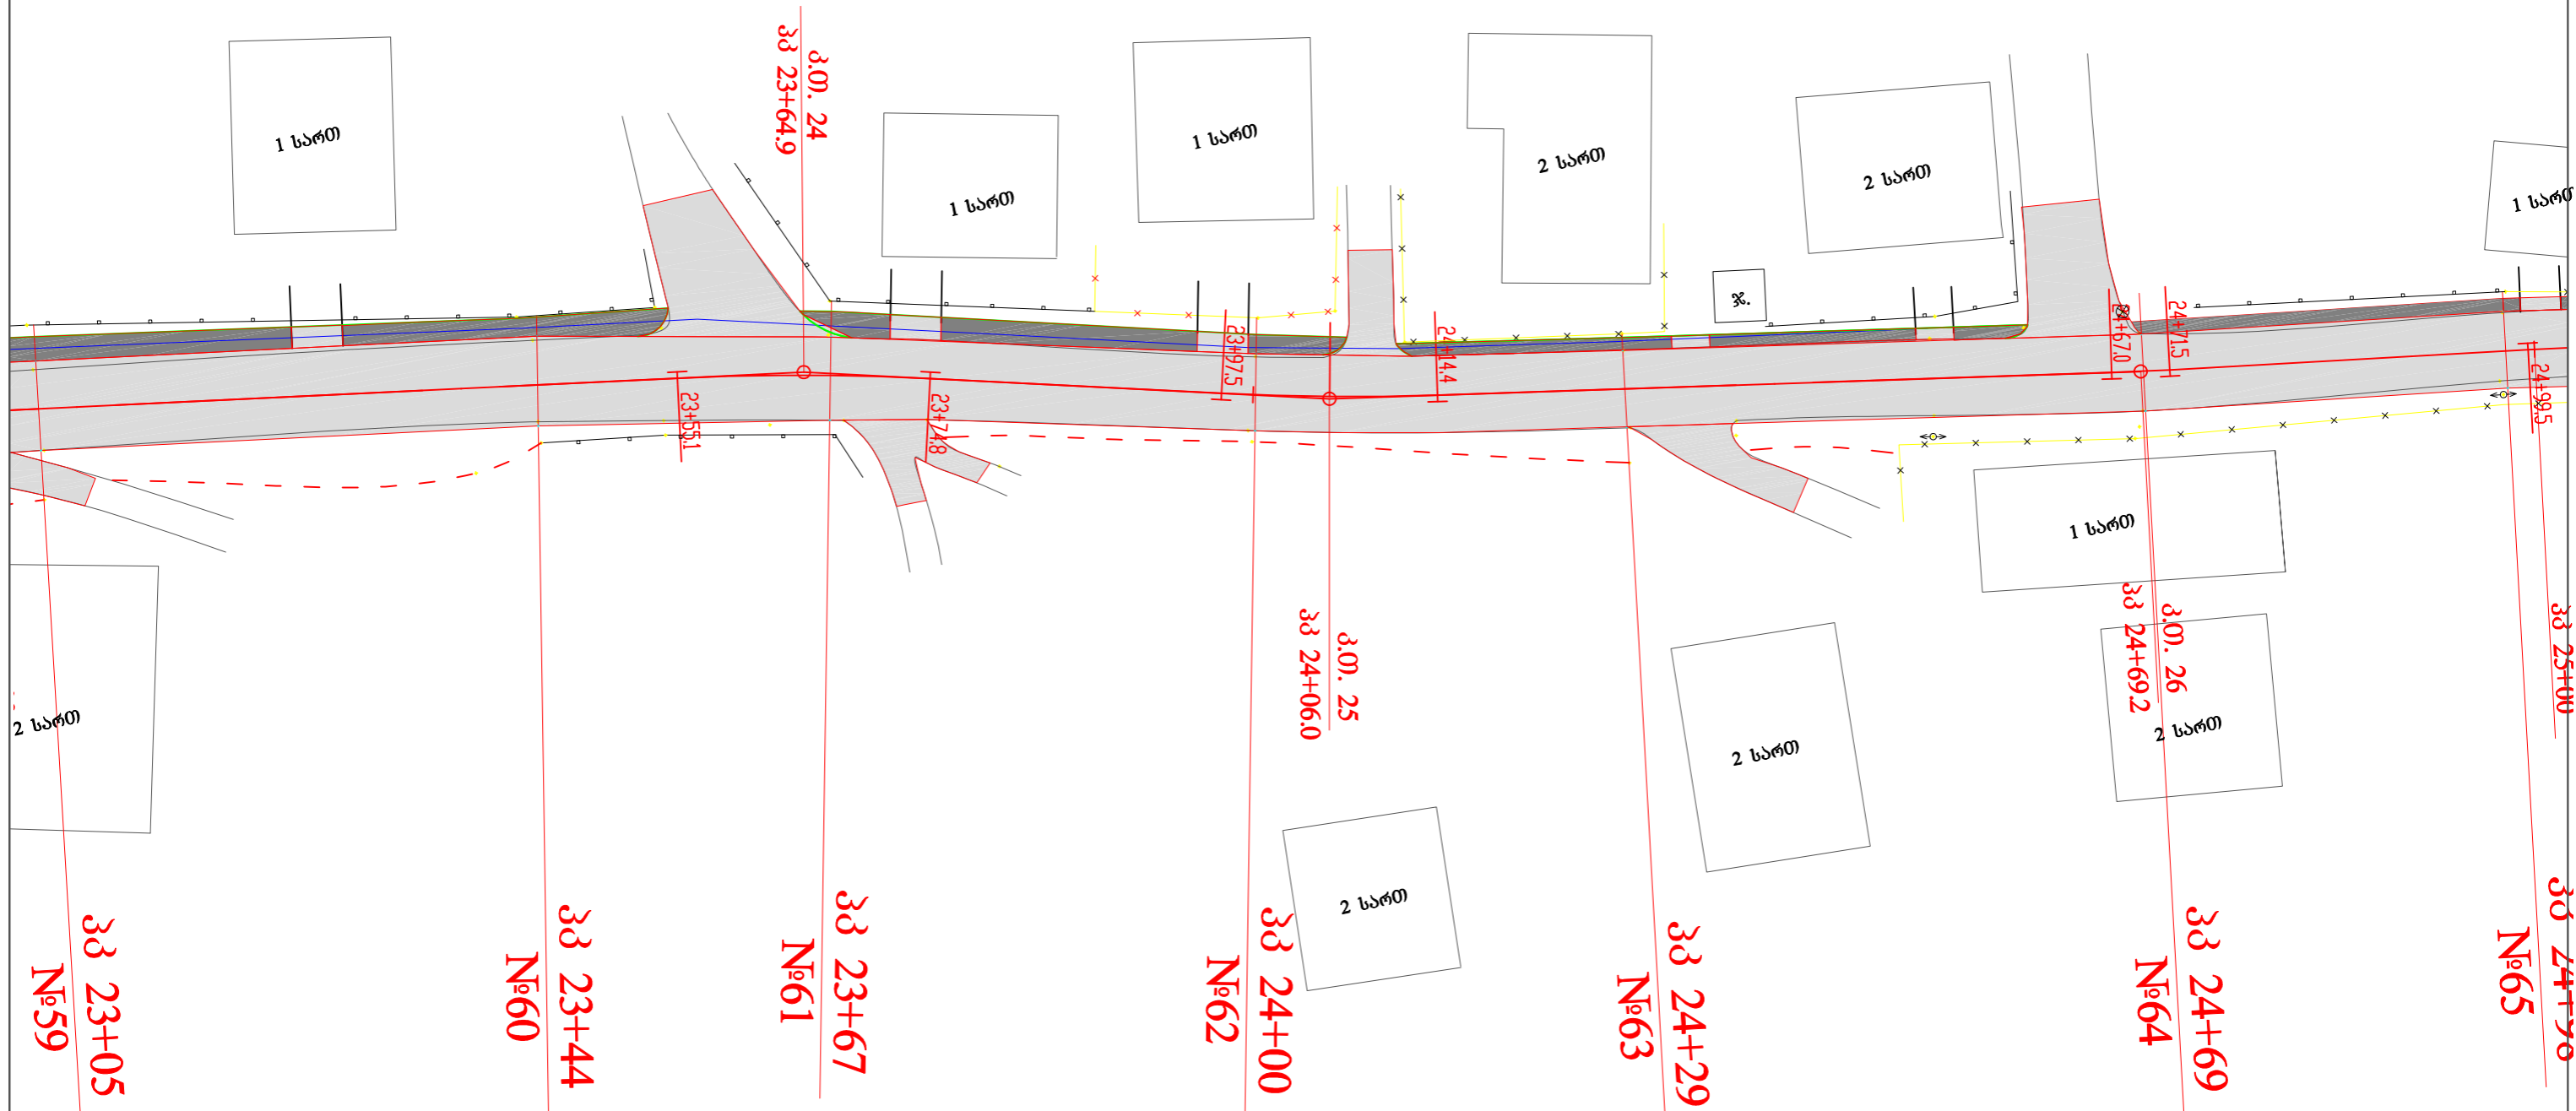 კ.თ. 24
პკ 23+64.9
1 სართ
1 სართ
1 სართ
2 სართ
2 სართ
1 სართ
ჯ.
23+55.1
23+74.8
23+97.5
24+14.4
24+67.0
24+71.5
24+99.5
კ.თ. 25
პკ 24+06.0
1 სართ
კ.თ. 26
პკ 24+69.2
პკ 25+00
2 სართ
2 სართ
2 სართ
2 სართ
პკ 23+05
№59
პკ 23+44
№60
პკ 23+67
№61
პკ 24+00
№62
პკ 24+29
№63
პკ 24+69
№64
№65